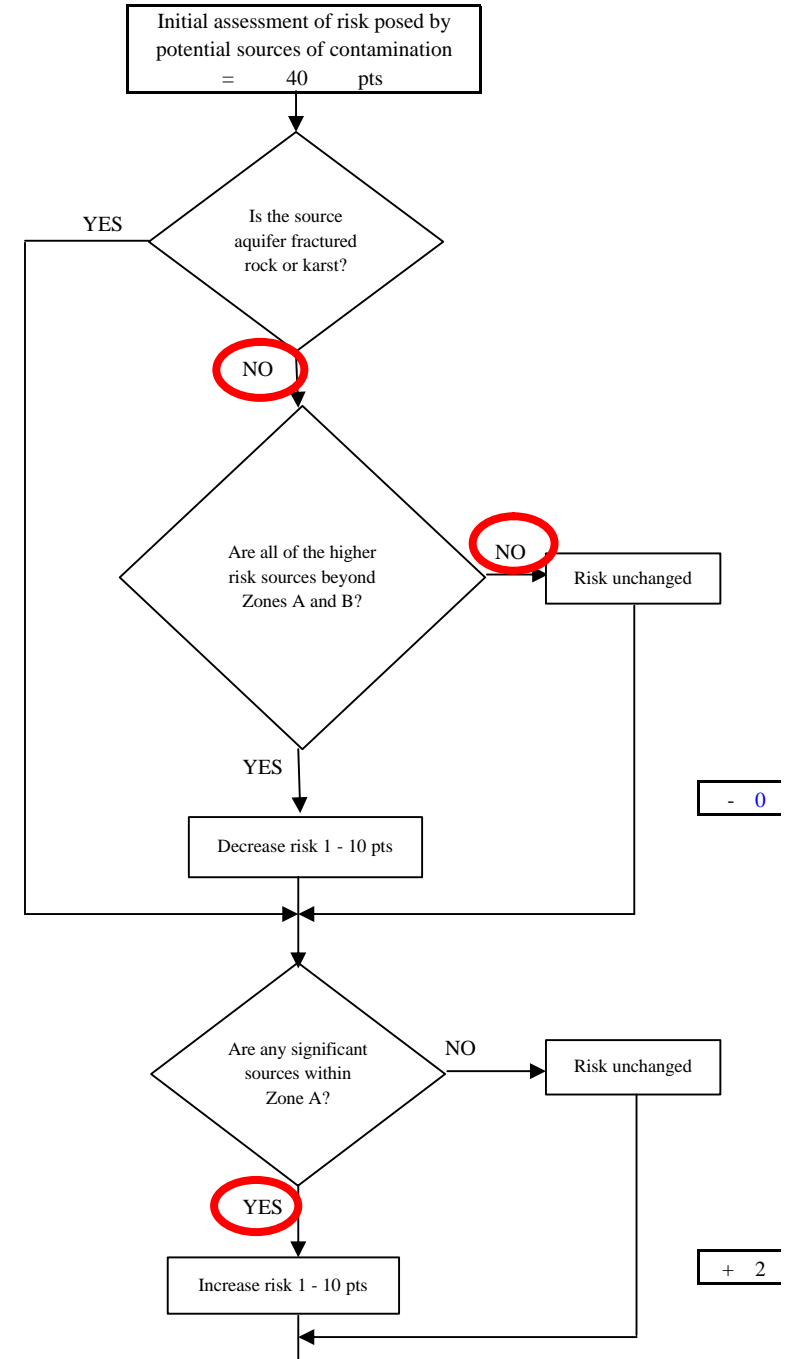 Initial assessment of risk posed by
potential sources of contamination
= 40 pts
YES
Is the source
aquifer fractured
rock or karst?
NO
Are all of the higher
risk sources beyond
Zones A and B?
NO
Risk unchanged
YES
- 0
Decrease risk 1 - 10 pts
Are any significant
sources within
Zone A?
NO
Risk unchanged
YES
+ 2
Increase risk 1 - 10 pts